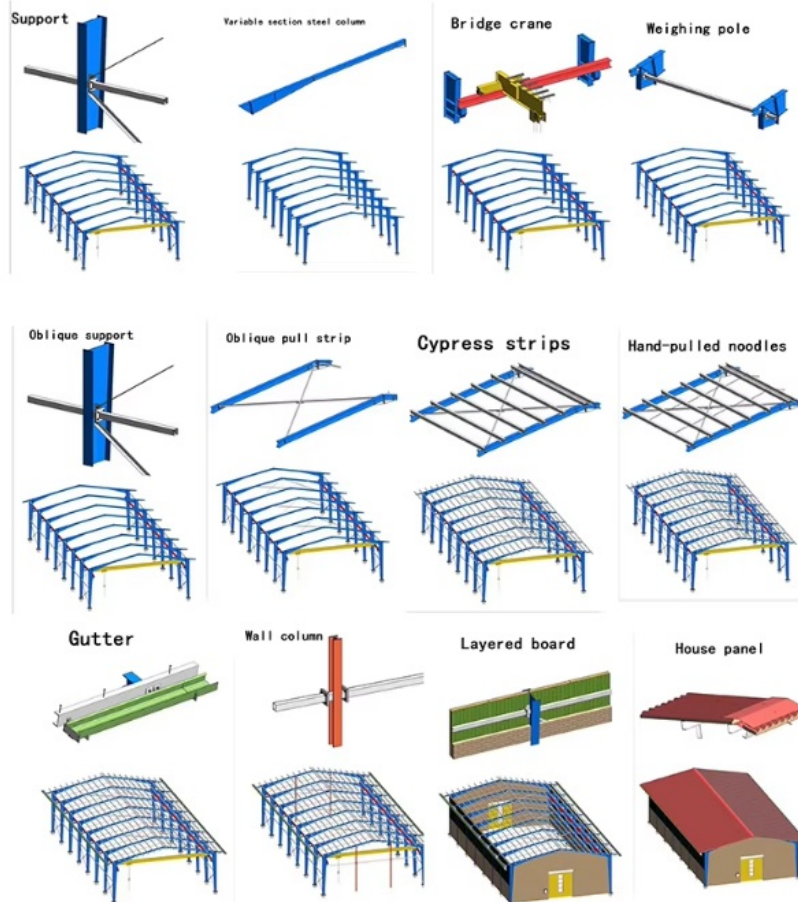 Support
Variable section steel column
Bridge crane
Weighing pole
Oblique support
Oblique pull strip
Cypress strips
Hand-pulled noodles
Gutter
Wall column
Layered board
House panel